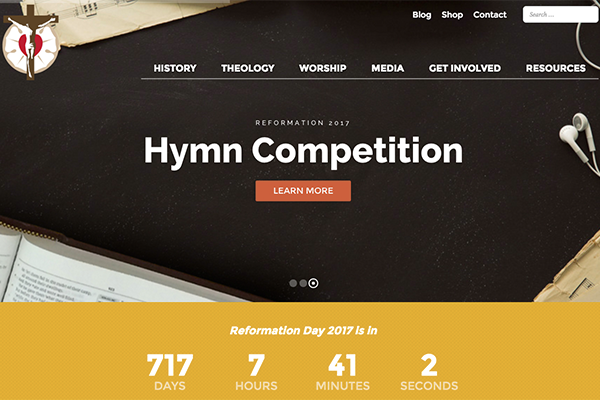 Blog Shop Contact Search ...
HISTORY THEOLOGY WORSHIP MEDIA GET INVOLVED RESOURCES
REFORMATION 2017
Hymn Competition
LEARN MORE
Reformation Day 2017 is in
717 7 41 2
DAYS HOURS MINUTES SECONDS